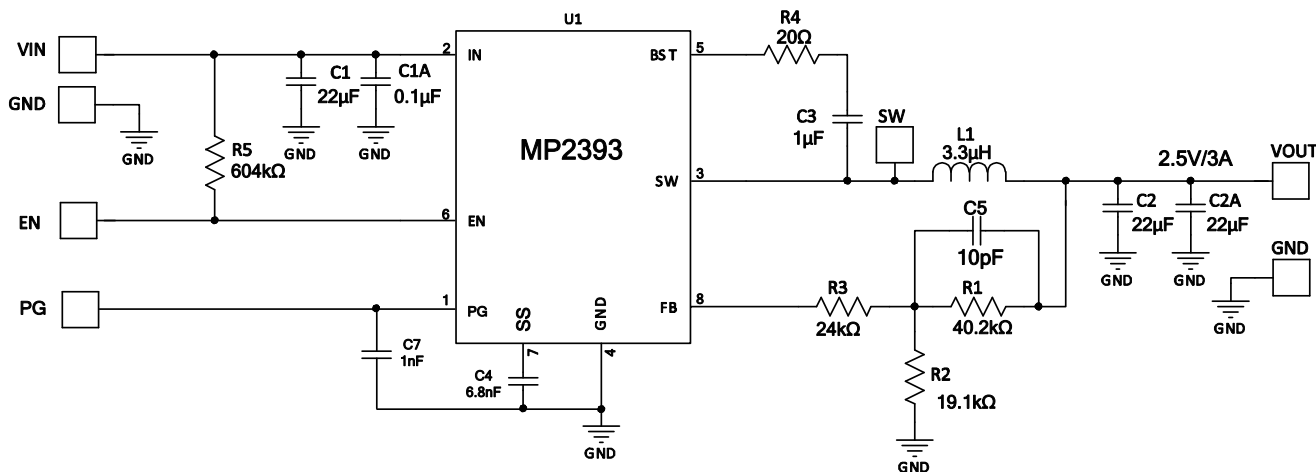 U1
VIN
2
IN
C1
22µF
C1A
0.1µF
GND
GND
GND
GND
R5
604kΩ
EN
6
EN
PG
1
PG
C7
1nF
MP2393
SS
7
C4
6.8nF
GND
4
GND
BST
5
R4
20Ω
C3
1µF
SW
SW
3
L1
3.3µH
2.5V/3A
VOUT
C2
22µF
C2A
22µF
GND
GND
GND
GND
C5
10pF
FB
8
R3
24kΩ
R1
40.2kΩ
R2
19.1kΩ
GND